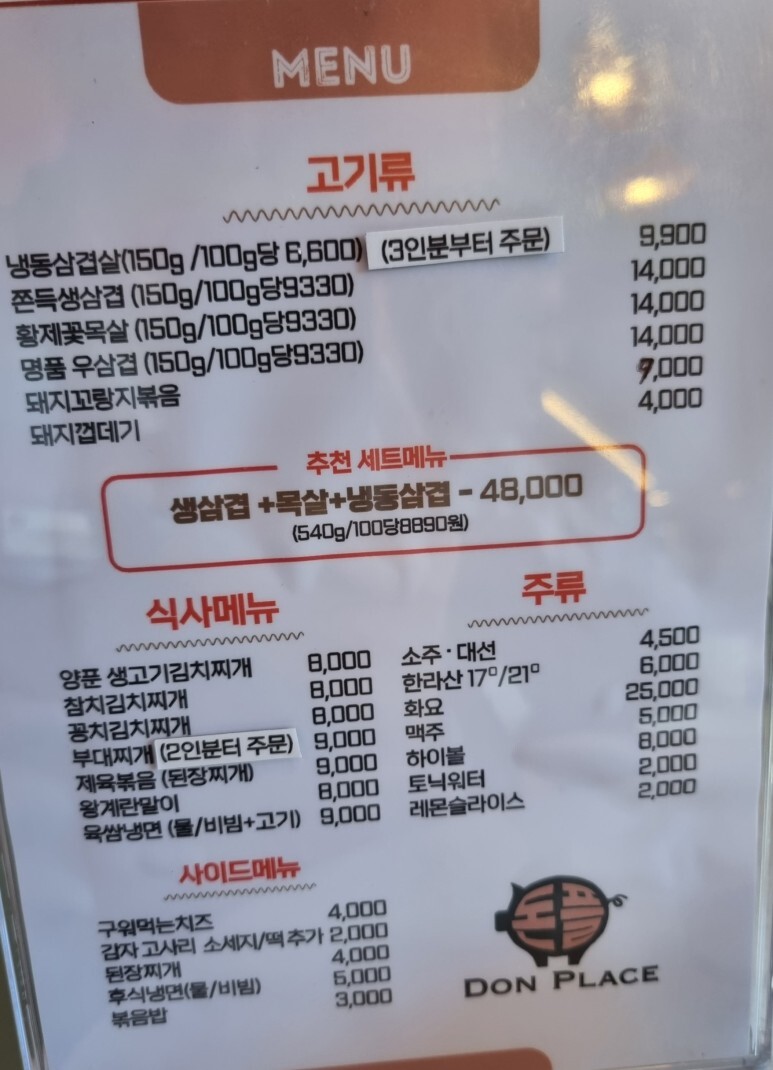 MENU
고기류
냉동삼겹살(150g /100g당 6,600) (3인분부터 주문) 9,900
쫀득생삼겹 (150g/100g당9330) 14,000
황제꽃목살 (150g/100g당9330) 14,000
명품 우삼겹 (150g/100g당9330) 14,000
돼지꼬랑지볶음 9,000
돼지껍데기 4,000
추천 세트메뉴
생삼겹 +목살+냉동삼겹 - 48,000
(540g/100당8890원)
식사메뉴
양푼 생고기김치찌개 8,000
참치김치찌개 8,000
꽁치김치찌개 8,000
부대찌개 (2인분터 주문) 9,000
제육볶음 (된장찌개) 9,000
왕계란말이 8,000
육쌈냉면 (물/비빔+고기) 9,000
주류
소주 · 대선 4,500
한라산 17°/21° 6,000
화요 25,000
맥주 5,000
하이볼 8,000
토닉워터 2,000
레몬슬라이스 2,000
사이드메뉴
구워먹는치즈 4,000
감자 고사리 소세지/떡 추가 2,000
된장찌개 4,000
후식냉면(물/비빔) 5,000
볶음밥 3,000
돈플
DON PLACE